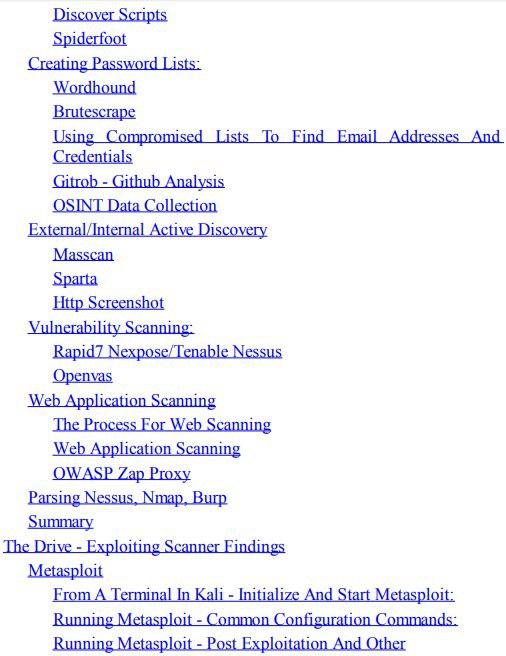 Discover Scripts
Spiderfoot
Creating Password Lists:
Wordhound
Brutescrape
Using Compromised Lists To Find Email Addresses And
Credentials
Gitrob - Github Analysis
OSINT Data Collection
External/Internal Active Discovery
Masscan
Sparta
Http Screenshot
Vulnerability Scanning:
Rapid7 Nexpose/Tenable Nessus
Openvas
Web Application Scanning
The Process For Web Scanning
Web Application Scanning
OWASP Zap Proxy
Parsing Nessus, Nmap, Burp
Summary
The Drive - Exploiting Scanner Findings
Metasploit
From A Terminal In Kali - Initialize And Start Metasploit:
Running Metasploit - Common Configuration Commands:
Running Metasploit - Post Exploitation And Other